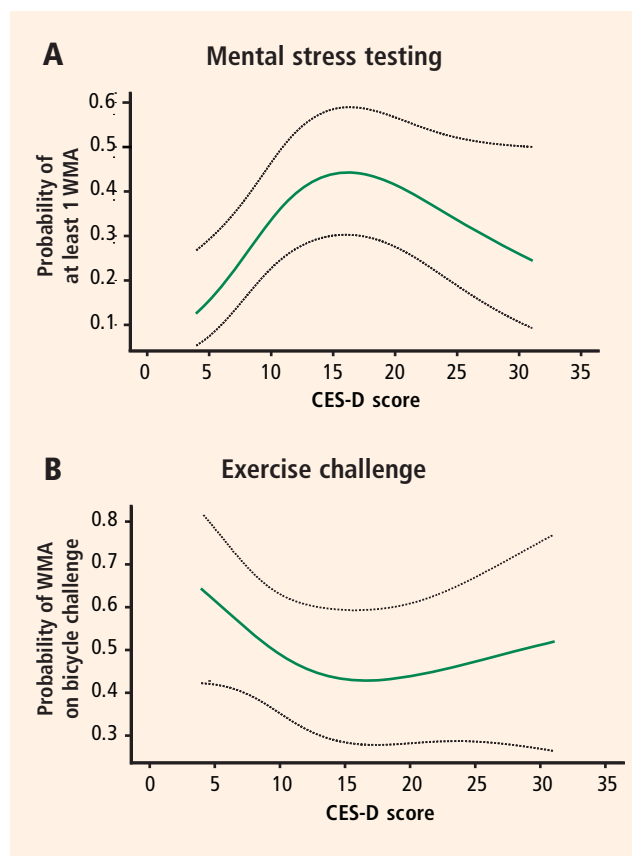 A
Mental stress testing
0.6
0.5
0.4
0.3
0.2
0.1
Probability of
at least 1 WMA
0 5 10 15 20 25 30 35
CES-D score
B
Exercise challenge
0.8
0.7
0.6
0.5
0.4
0.3
Probability of WMA
on bicycle challenge
0 5 10 15 20 25 30 35
CES-D score